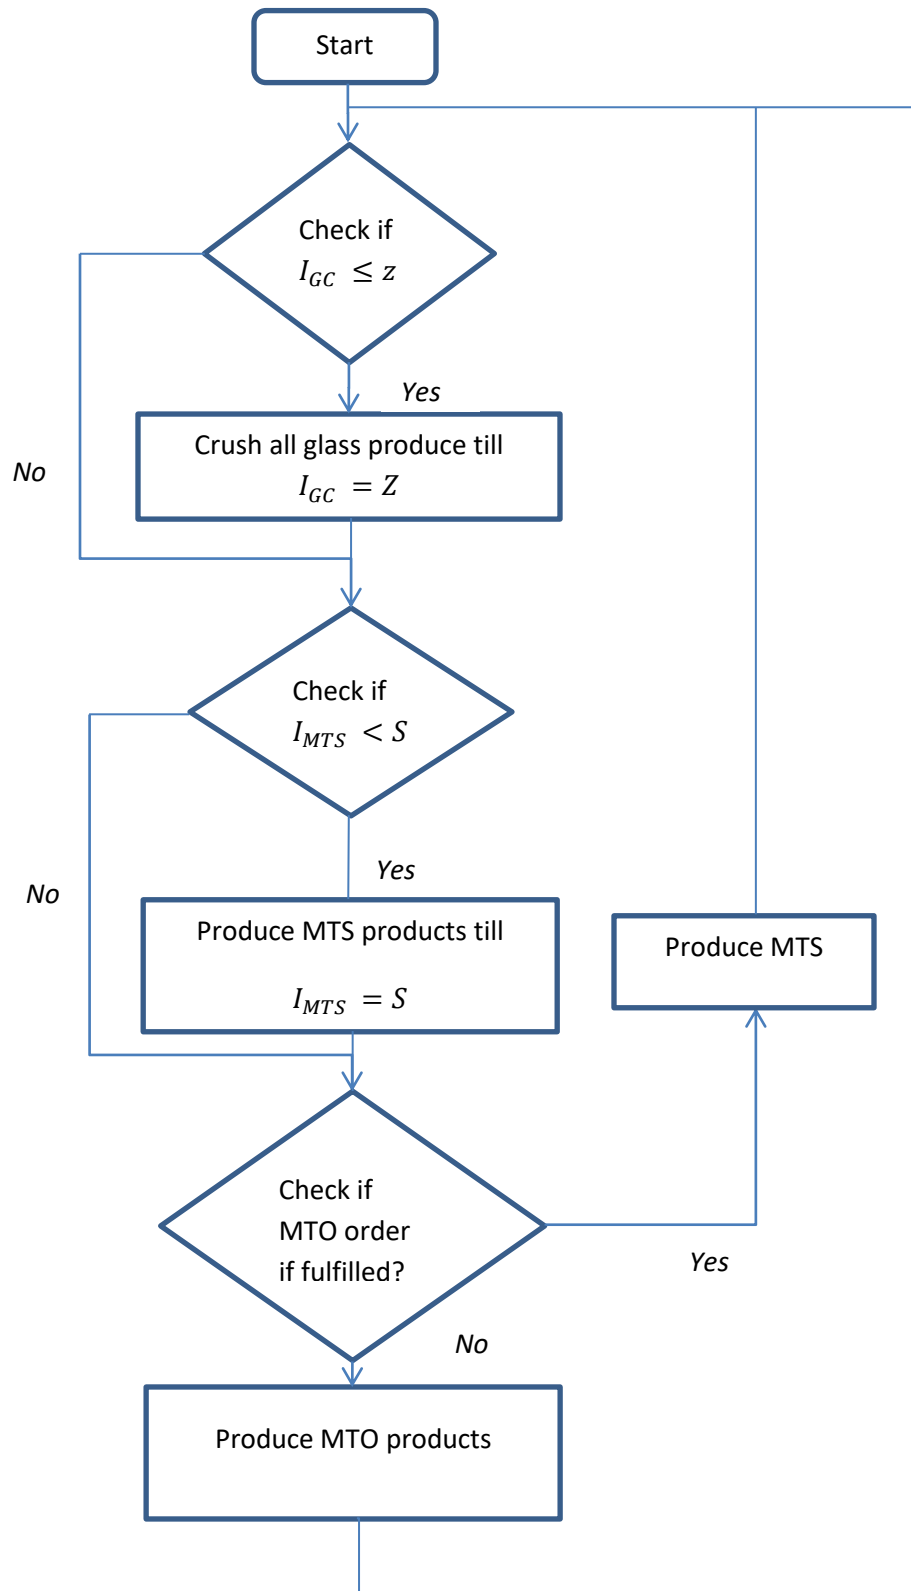 Start
Check if
I_GC ≤ z
Yes
Crush all glass produce till
I_GC = Z
No
Check if
I_MTS < S
Yes
No
Produce MTS products till
I_MTS = S
Produce MTS
Check if
MTO order
if fulfilled?
Yes
No
Produce MTO products